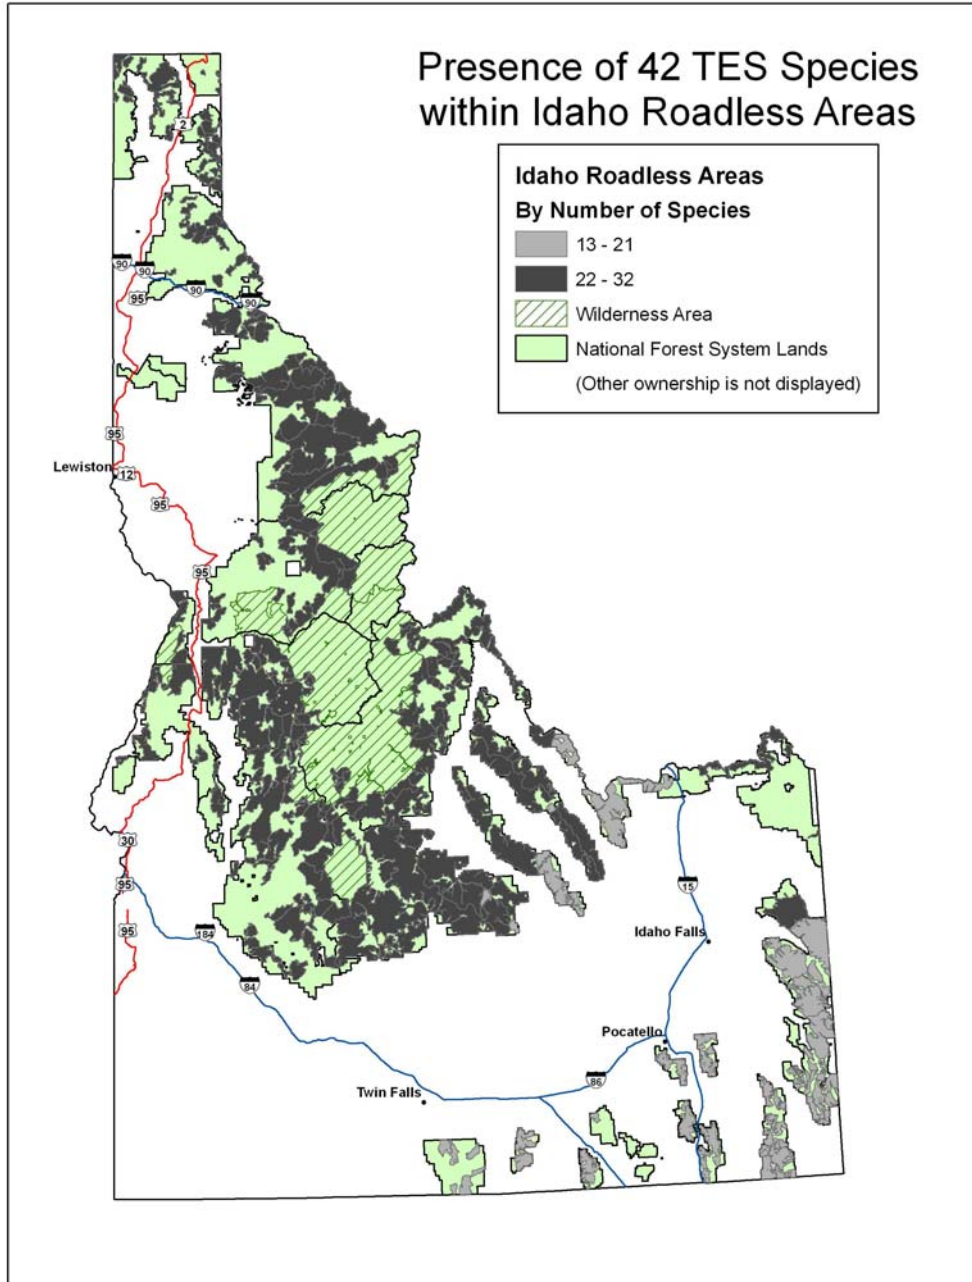 Presence of 42 TES Species
within Idaho Roadless Areas
Idaho Roadless Areas
By Number of Species
13 - 21
22 - 32
Wilderness Area
National Forest System Lands
(Other ownership is not displayed)
2
90
90
90
90
95
95
Lewiston
12
95
95
30
95
95
184
84
15
Idaho Falls
Pocatello
86
Twin Falls